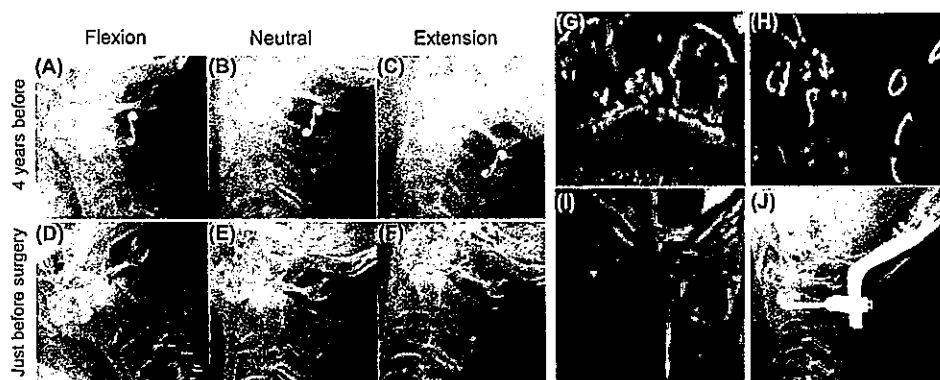 Flexion Neutral Extension
4 years before
(A) (B) (C)
Just before surgery
(D) (E) (F)
(G) (H)
(I) (J)